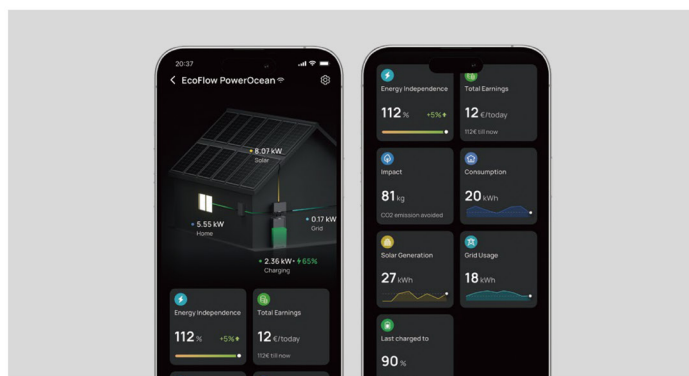 20:37
EcoFlow PowerOcean
8.07 kW
Solar
5.55 kW
Home
0.17 kW
Grid
2.36 kW 65%
Charging
Energy Independence
112 % +5%
Total Earnings
12 €/today
112€ till now
Energy Independence
112 % +5%
Total Earnings
12 €/today
112€ till now
Impact
81 kg
CO2 emission avoided
Consumption
20 kWh
Solar Generation
27 kWh
Grid Usage
18 kWh
Last charged to
90 %